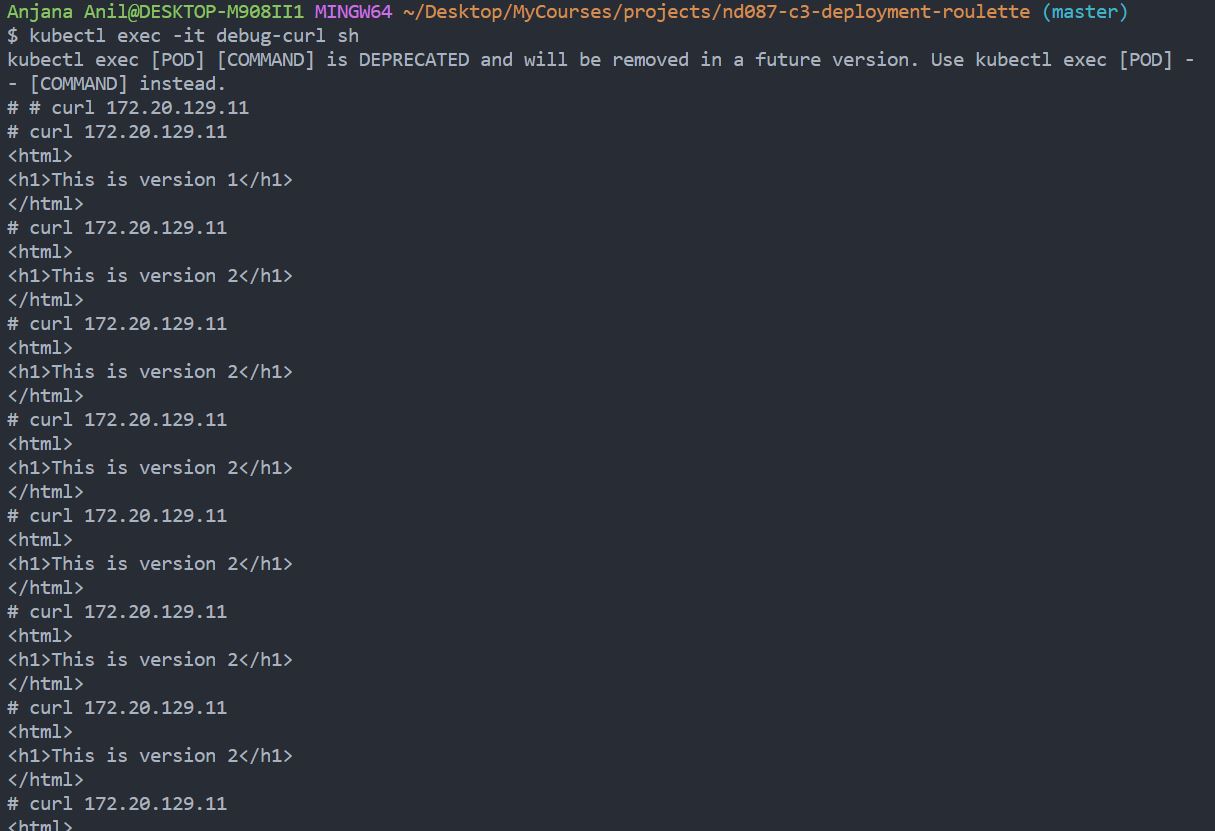 Anjana Anil@DESKTOP-M908II1 MINGW64 ~/Desktop/MyCourses/projects/nd087-c3-deployment-roulette (master)
$ kubectl exec -it debug-curl sh
kubectl exec [POD] [COMMAND] is DEPRECATED and will be removed in a future version. Use kubectl exec [POD] -
- [COMMAND] instead.
# # curl 172.20.129.11
# curl 172.20.129.11
<html>
<h1>This is version 1</h1>
</html>
# curl 172.20.129.11
<html>
<h1>This is version 2</h1>
</html>
# curl 172.20.129.11
<html>
<h1>This is version 2</h1>
</html>
# curl 172.20.129.11
<html>
<h1>This is version 2</h1>
</html>
# curl 172.20.129.11
<html>
<h1>This is version 2</h1>
</html>
# curl 172.20.129.11
<html>
<h1>This is version 2</h1>
</html>
# curl 172.20.129.11
<html>
<h1>This is version 2</h1>
</html>
# curl 172.20.129.11
<html>